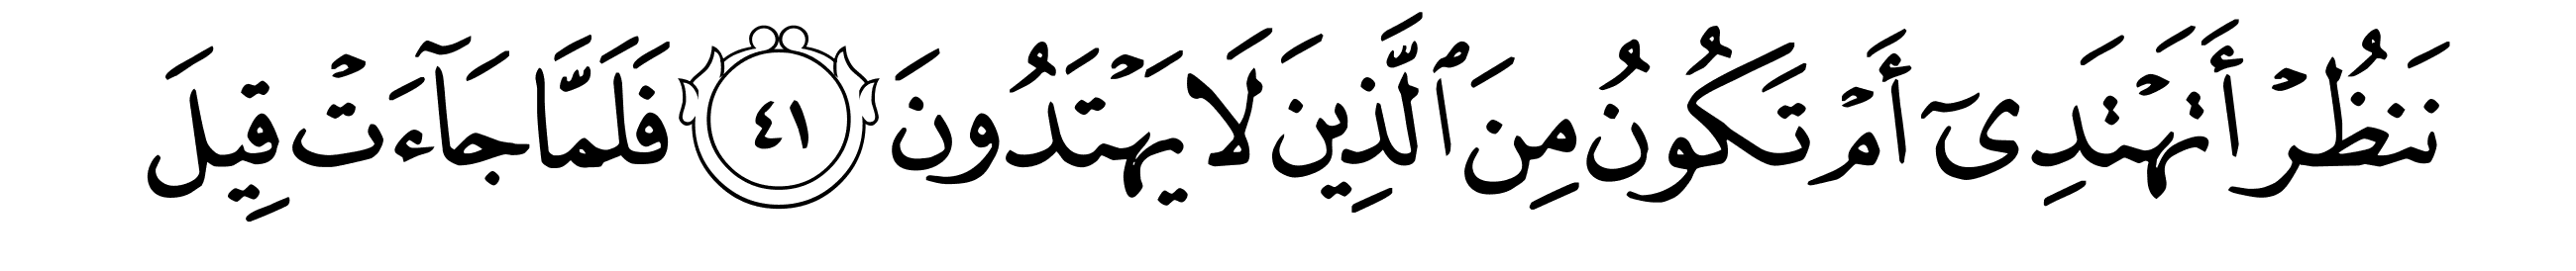 نَنظُرۡ أَتَهۡتَدِيٓ أَمۡ تَكُونُ مِنَ ٱلَّذِينَ لَا يَهۡتَدُونَ ٤١ فَلَمَّا جَآءَتۡ قِيلَ